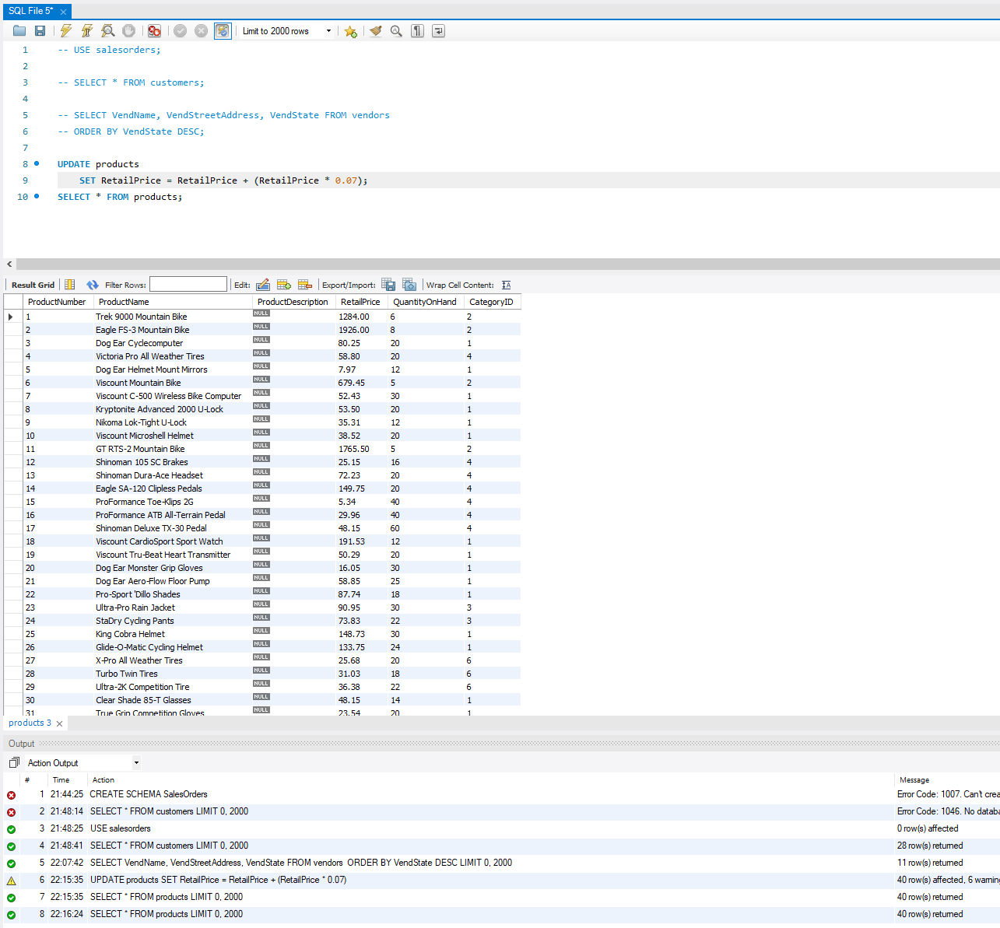 SQL File 5*
Limit to 2000 rows
1 -- USE salesorders;
2
3 -- SELECT * FROM customers;
4
5 -- SELECT VendName, VendStreetAddress, VendState FROM vendors
6 -- ORDER BY VendState DESC;
7
8 UPDATE products
9 SET RetailPrice = RetailPrice + (RetailPrice * 0.07);
10 SELECT * FROM products;
Result Grid Filter Rows: Edit: Export/Import: Wrap Cell Content:
ProductNumber ProductName ProductDescription RetailPrice QuantityOnHand CategoryID
1 Trek 9000 Mountain Bike NULL 1284.00 6 2
2 Eagle FS-3 Mountain Bike NULL 1926.00 8 2
3 Dog Ear Cyclecomputer NULL 80.25 20 1
4 Victoria Pro All Weather Tires NULL 58.80 20 4
5 Dog Ear Helmet Mount Mirrors NULL 7.97 12 1
6 Viscount Mountain Bike NULL 679.45 5 2
7 Viscount C-500 Wireless Bike Computer NULL 52.43 30 1
8 Kryptonite Advanced 2000 U-Lock NULL 53.50 20 1
9 Nikoma Lok-Tight U-Lock NULL 35.31 12 1
10 Viscount Microshell Helmet NULL 38.52 20 1
11 GT RTS-2 Mountain Bike NULL 1765.50 5 2
12 Shinoman 105 SC Brakes NULL 25.15 16 4
13 Shinoman Dura-Ace Headset NULL 72.23 20 4
14 Eagle SA-120 Clipless Pedals NULL 149.75 20 4
15 ProFormance Toe-Klips 2G NULL 5.34 40 4
16 ProFormance ATB All-Terrain Pedal NULL 29.96 40 4
17 Shinoman Deluxe TX-30 Pedal NULL 48.15 60 4
18 Viscount CardioSport Sport Watch NULL 191.53 12 1
19 Viscount Tru-Beat Heart Transmitter NULL 50.29 20 1
20 Dog Ear Monster Grip Gloves NULL 16.05 30 1
21 Dog Ear Aero-Flow Floor Pump NULL 58.85 25 1
22 Pro-Sport 'Dillo Shades NULL 87.74 18 1
23 Ultra-Pro Rain Jacket NULL 90.95 30 3
24 StaDry Cycling Pants NULL 73.83 22 3
25 King Cobra Helmet NULL 148.73 30 1
26 Glide-O-Matic Cycling Helmet NULL 133.75 24 1
27 X-Pro All Weather Tires NULL 25.68 20 6
28 Turbo Twin Tires NULL 31.03 18 6
29 Ultra-2K Competition Tire NULL 36.38 22 6
30 Clear Shade 85-T Glasses NULL 48.15 14 1
31 True Grip Competition Gloves NULL 23.54 20 1
products 3
Output
Action Output
# Time Action Message
1 21:44:25 CREATE SCHEMA SalesOrders Error Code: 1007. Can't crea
2 21:48:14 SELECT * FROM customers LIMIT 0, 2000 Error Code: 1046. No databa
3 21:48:25 USE salesorders 0 row(s) affected
4 21:48:41 SELECT * FROM customers LIMIT 0, 2000 28 row(s) returned
5 22:07:42 SELECT VendName, VendStreetAddress, VendState FROM vendors ORDER BY VendState DESC LIMIT 0, 2000 11 row(s) returned
6 22:15:35 UPDATE products SET RetailPrice = RetailPrice + (RetailPrice * 0.07) 40 row(s) affected, 6 warnin
7 22:15:35 SELECT * FROM products LIMIT 0, 2000 40 row(s) returned
8 22:16:24 SELECT * FROM products LIMIT 0, 2000 40 row(s) returned